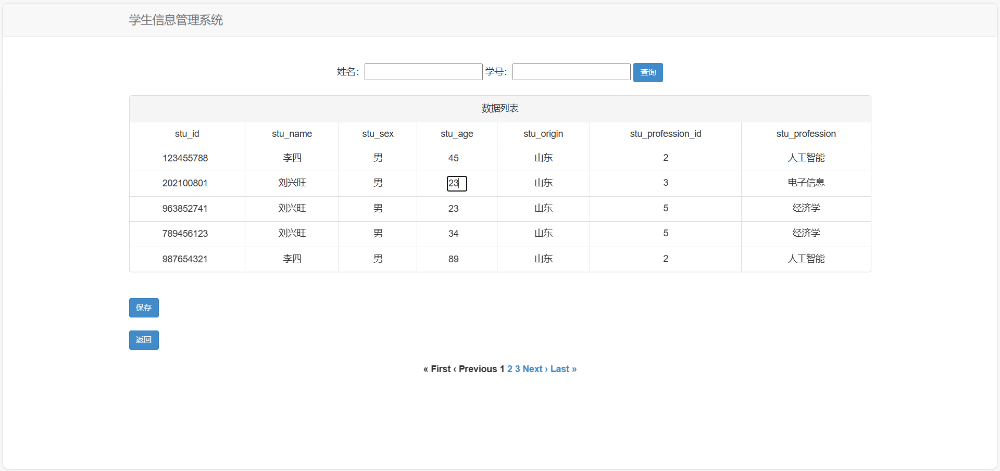 学生信息管理系统
姓名： 学号： 查询
数据列表
stu_id stu_name stu_sex stu_age stu_origin stu_profession_id stu_profession
123455788 李四 男 45 山东 2 人工智能
202100801 刘兴旺 男 23 山东 3 电子信息
963852741 刘兴旺 男 23 山东 5 经济学
789456123 刘兴旺 男 34 山东 5 经济学
987654321 李四 男 89 山东 2 人工智能
保存
返回
« First ‹ Previous 1 2 3 Next › Last »